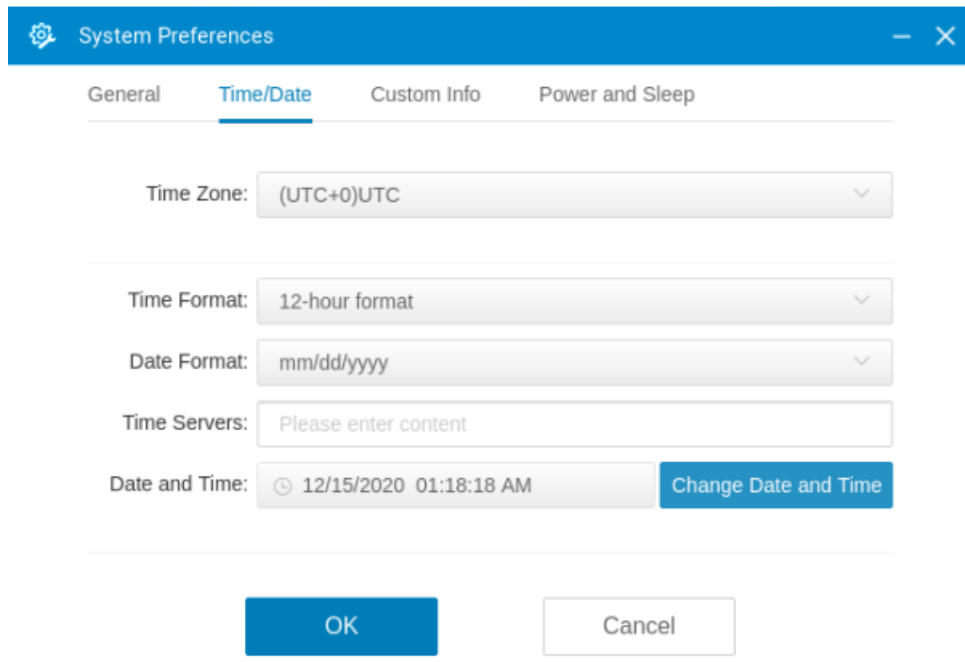 System Preferences
General Time/Date Custom Info Power and Sleep
Time Zone: (UTC+0)UTC
Time Format: 12-hour format
Date Format: mm/dd/yyyy
Time Servers: Please enter content
Date and Time: 12/15/2020 01:18:18 AM Change Date and Time
OK Cancel